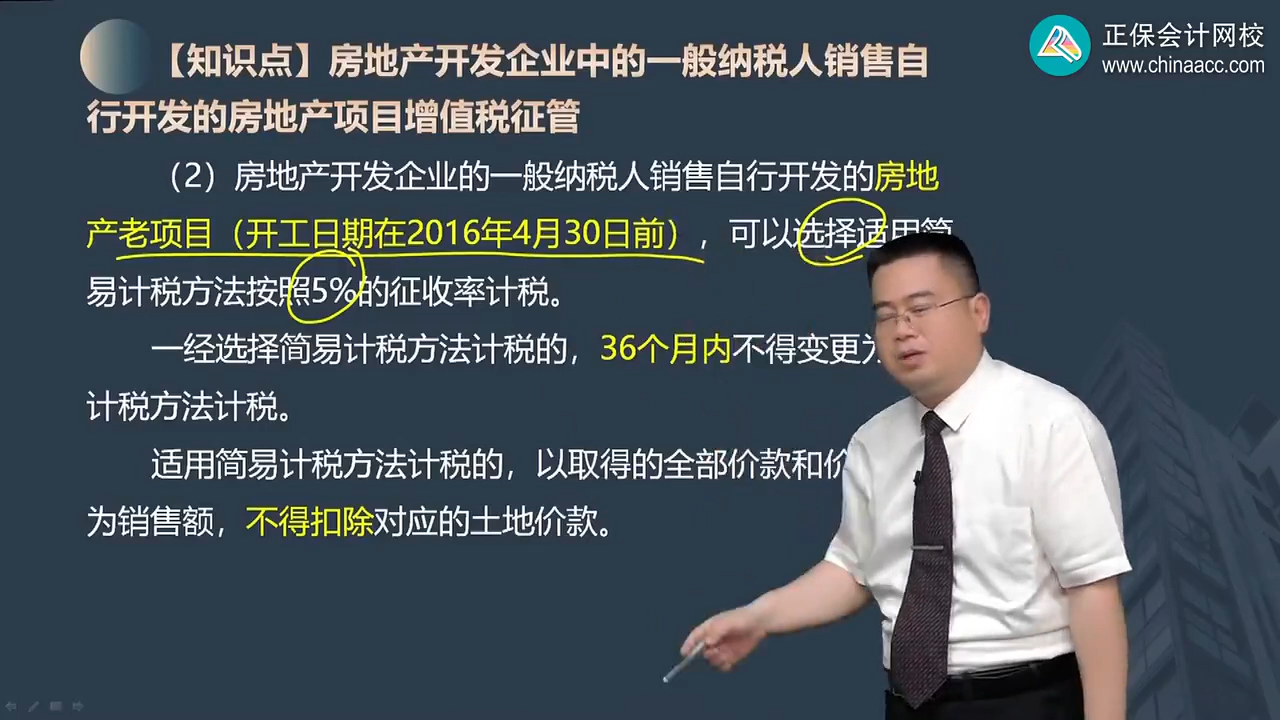 正保会计网校
www.chinaacc.com
【知识点】房地产开发企业中的一般纳税人销售自
行开发的房地产项目增值税征管
（2）房地产开发企业的一般纳税人销售自行开发的房地
产老项目（开工日期在2016年4月30日前），可以选择适用简
易计税方法按照5%的征收率计税。
一经选择简易计税方法计税的，36个月内不得变更为
计税方法计税。
适用简易计税方法计税的，以取得的全部价款和价
为销售额，不得扣除对应的土地价款。